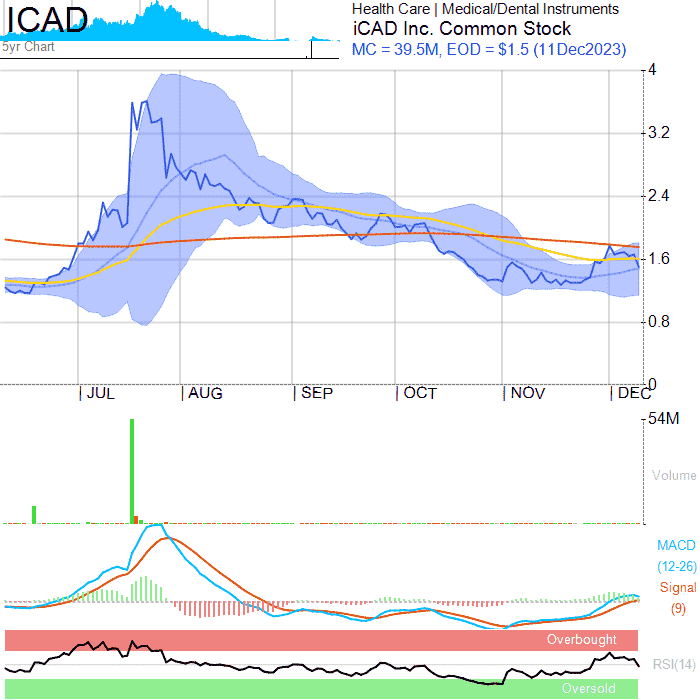 ICAD
5yr Chart
Health Care | Medical/Dental Instruments
iCAD Inc. Common Stock
MC = 39.5M, EOD = $1.5 (11Dec2023)
4
3.2
2.4
1.6
0.8
0
JUL AUG SEP OCT NOV DEC
54M
Volume
MACD
(12-26)
Signal
(9)
Overbought
RSI(14)
Oversold